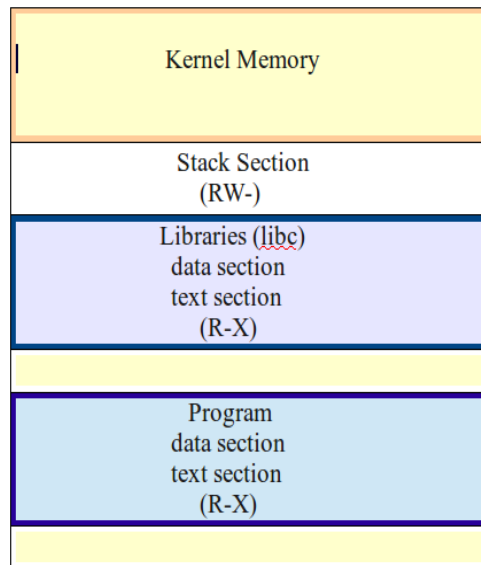 Kernel Memory
Stack Section
(RW-)
Libraries (libc)
data section
text section
(R-X)
Program
data section
text section
(R-X)